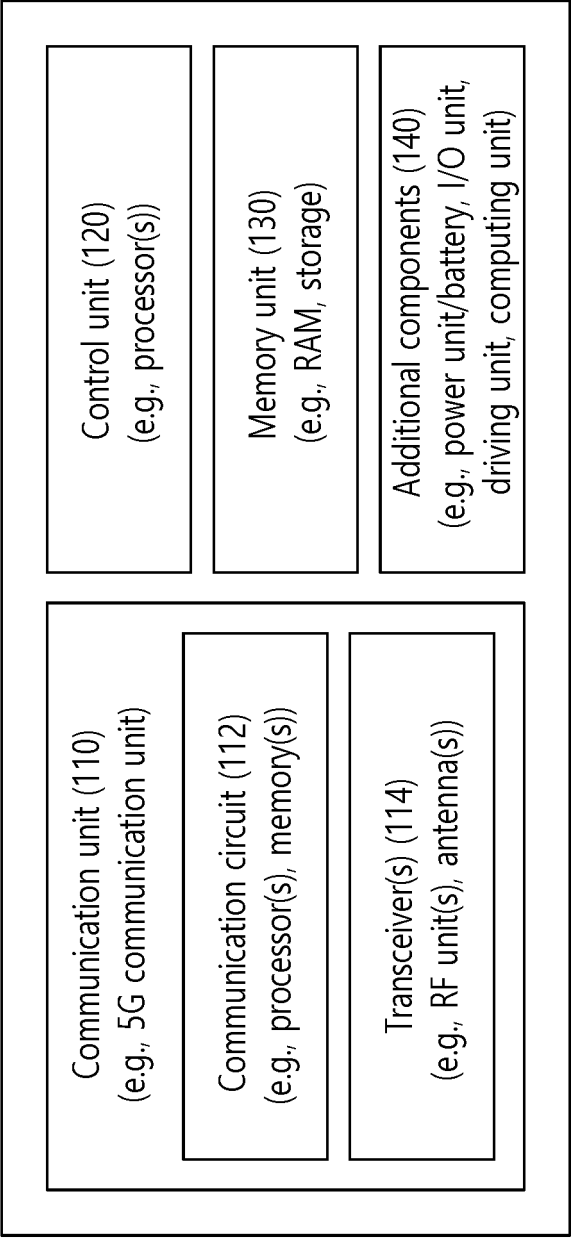 Communication unit (110)
(e.g., 5G communication unit)
Communication circuit (112)
(e.g., processor(s), memory(s))
Transceiver(s) (114)
(e.g., RF unit(s), antenna(s))
Control unit (120)
(e.g., processor(s))
Memory unit (130)
(e.g., RAM, storage)
Additional components (140)
(e.g., power unit/battery, I/O unit,
driving unit, computing unit)